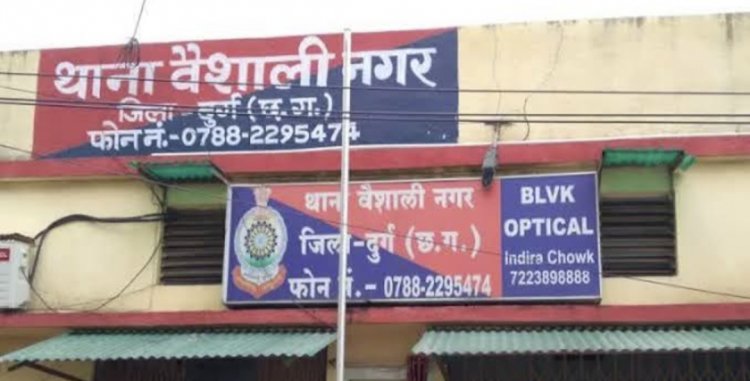 थाना वैशाली नगर
जिला - दुर्ग (छ.ग.)
फोन नं.-0788-2295474
थाना वैशाली नगर
जिला-दुर्ग (छ.ग.)
फोन नं.- 0788-2295474
BLVK
OPTICAL
Indira Chowk
7223898888